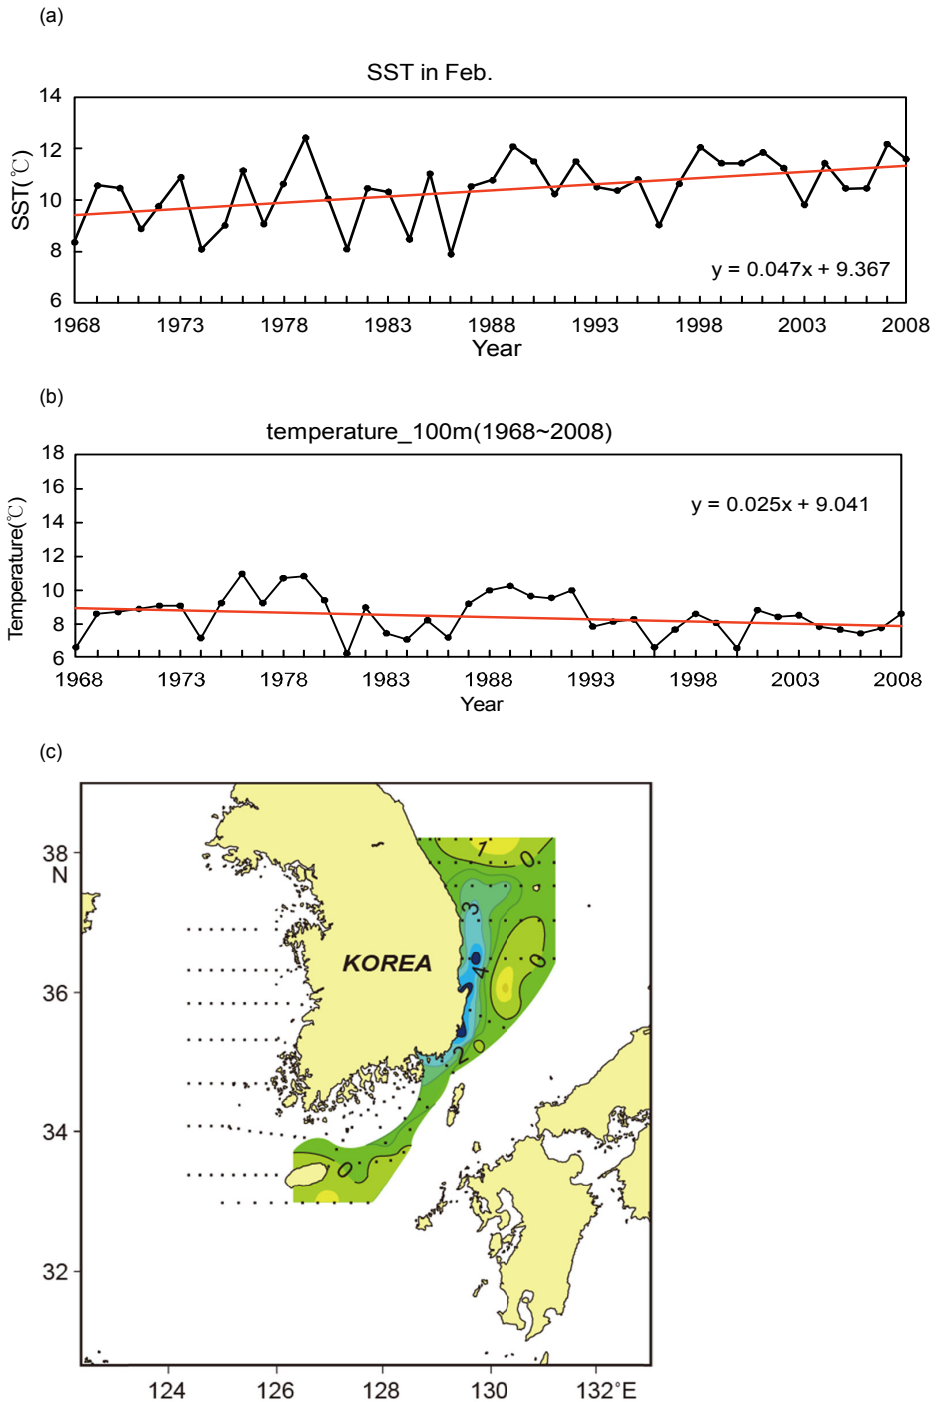 (a)
SST in Feb.
14
12
10
8
6
SST(℃)
y = 0.047x + 9.367
1968 1973 1978 1983 1988 1993 1998 2003 2008
Year
(b)
temperature_100m(1968~2008)
18
16
14
12
10
8
6
Temperature(℃)
y = 0.025x + 9.041
1968 1973 1978 1983 1988 1993 1998 2003 2008
Year
(c)
38
N
36
34
32
1
0
3
KOREA
4
0
2
0
0
124 126 128 130 132°E